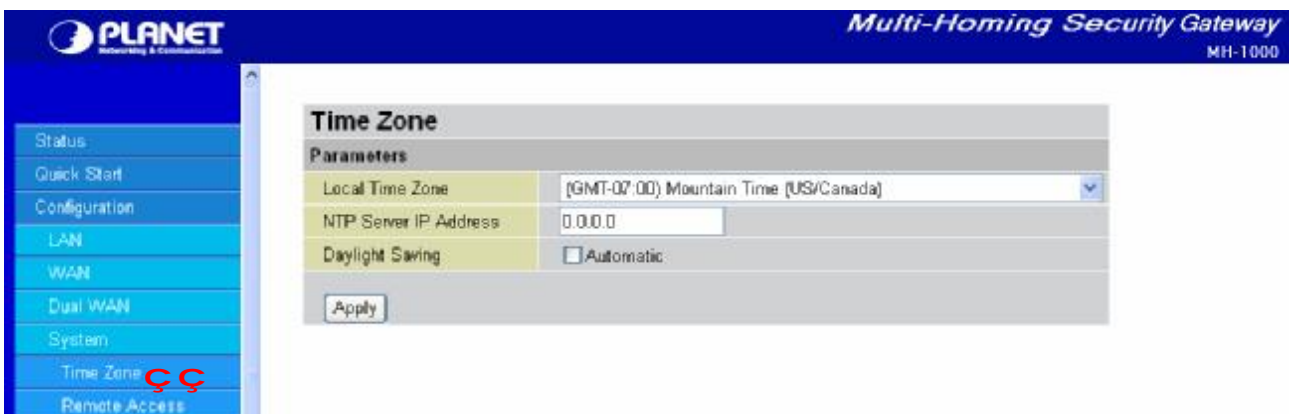 PLANET
Networking & Communication
Multi-Homing Security Gateway
MH-1000
Status
Quick Start
Configuration
LAN
WAN
Dual WAN
System
Time Zone ÇÇ
Remote Access
Time Zone
Parameters
Local Time Zone (GMT-07:00) Mountain Time (US/Canada)
NTP Server IP Address 0.0.0.0
Daylight Saving Automatic
Apply